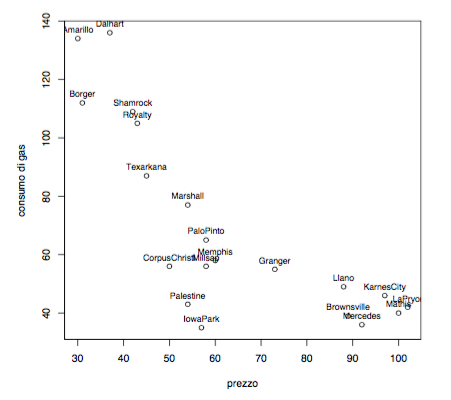 140
Dalhart
Amarillo
120
Borger
Shamrock
Royalty
100
Texarkana
80
Marshall
PaloPinto
60
Memphis
CorpusChristi Millsap
Granger
Llano
KarnesCity
Palestine
LaPryor
Brownsville Mathis
40
IowaPark
Mercedes
consumo di gas
30 40 50 60 70 80 90 100
prezzo